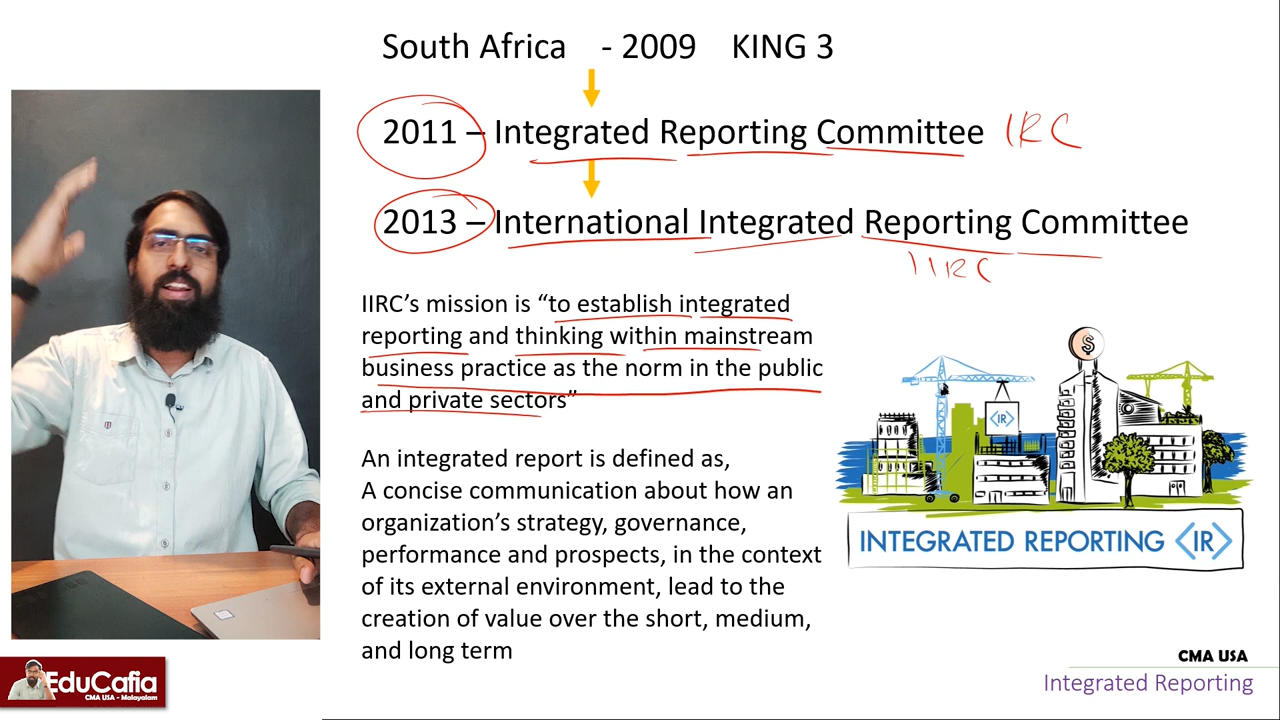 South Africa - 2009 KING 3
2011 – Integrated Reporting Committee IRC
2013 – International Integrated Reporting Committee
IIRC
IIRC’s mission is “to establish integrated
reporting and thinking within mainstream
business practice as the norm in the public
and private sectors”
An integrated report is defined as,
A concise communication about how an
organization’s strategy, governance,
performance and prospects, in the context
of its external environment, lead to the
creation of value over the short, medium,
and long term
$
<IR>
INTEGRATED REPORTING <IR>
CMA USA
Integrated Reporting
EduCafia
CMA USA - Malayalam